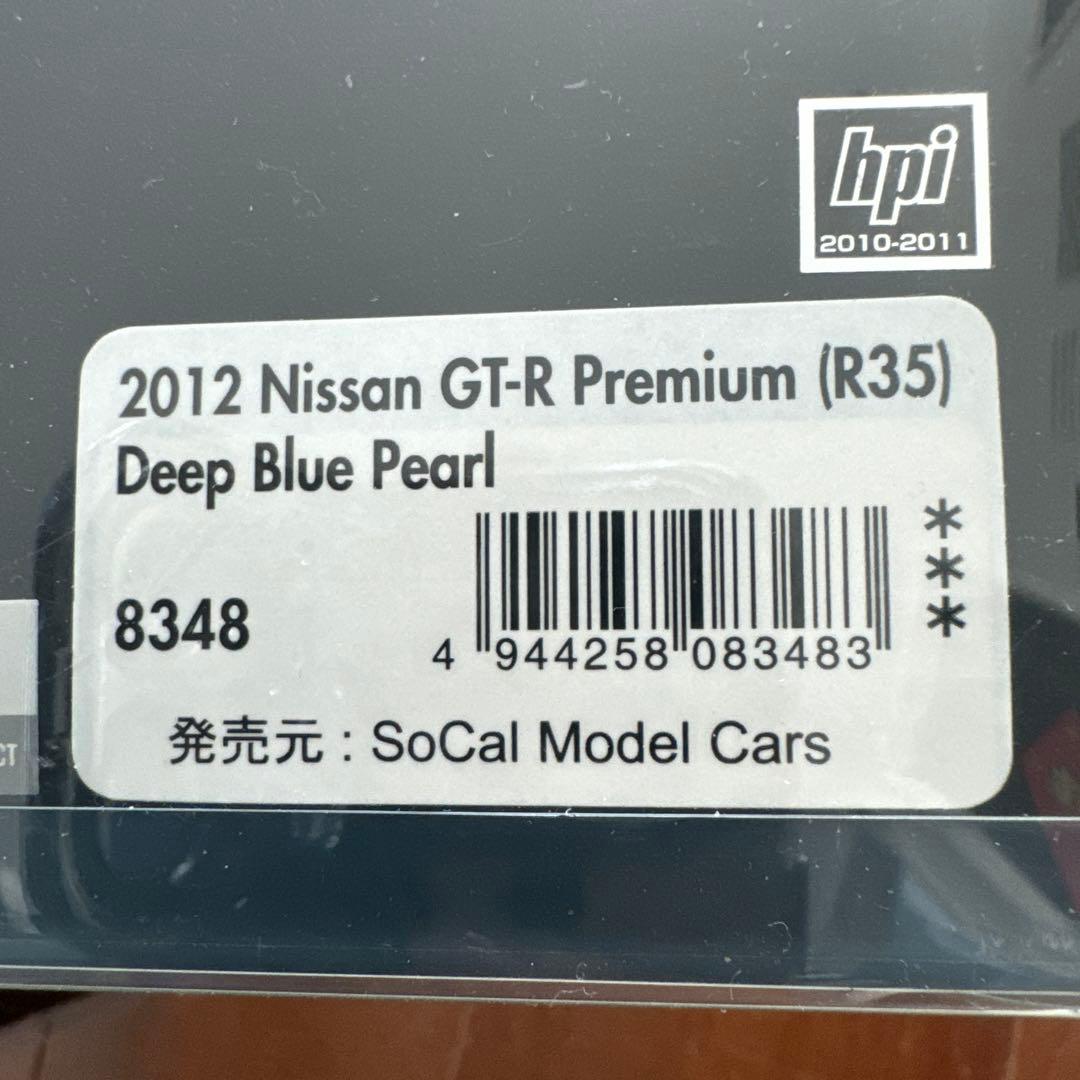 hpi
2010-2011
2012 Nissan GT-R Premium (R35)
Deep Blue Pearl
***
8348
4 944258 083483
発売元 : SoCal Model Cars
CT